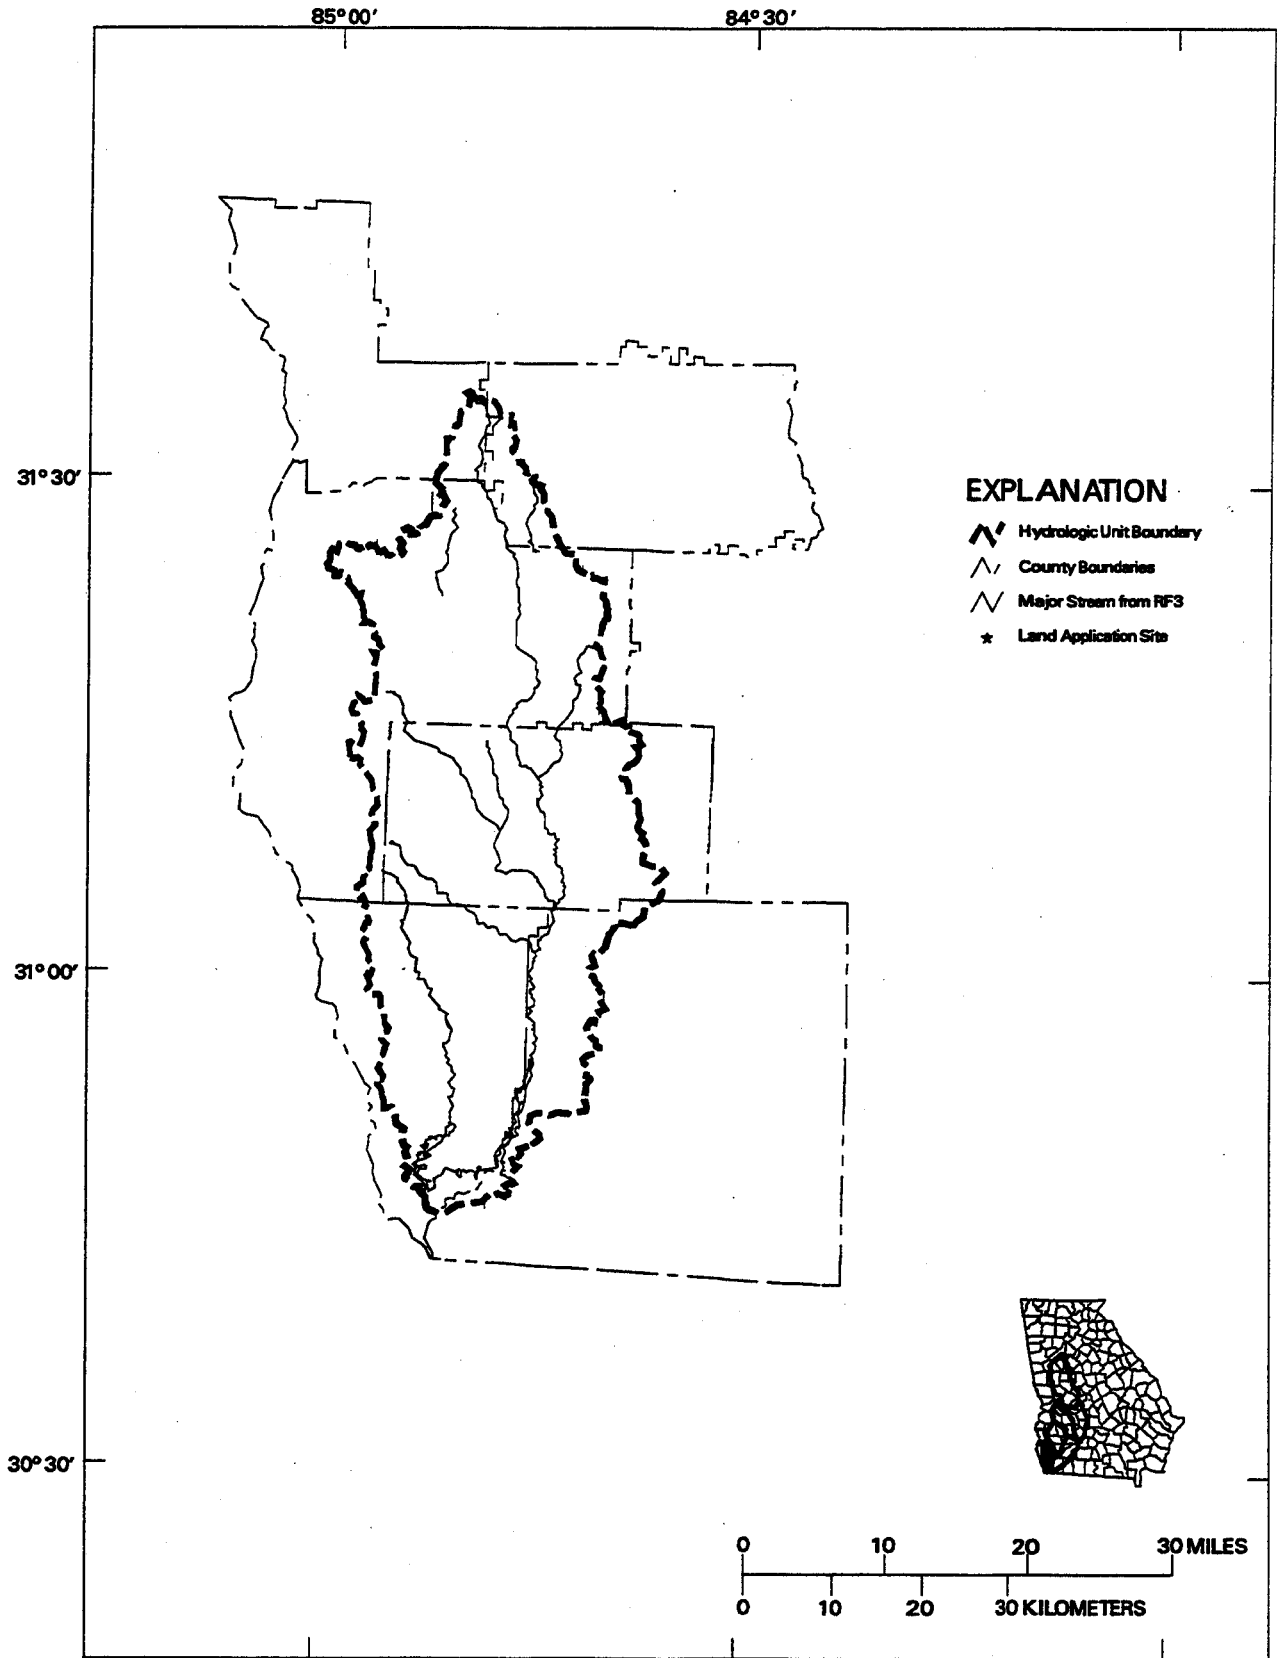 85°00′ 84°30′
31°30′
EXPLANATION
Hydrologic Unit Boundary
County Boundaries
Major Stream from RF3
* Land Application Site
31°00′
30°30′
0 10 20 30 MILES
0 10 20 30 KILOMETERS